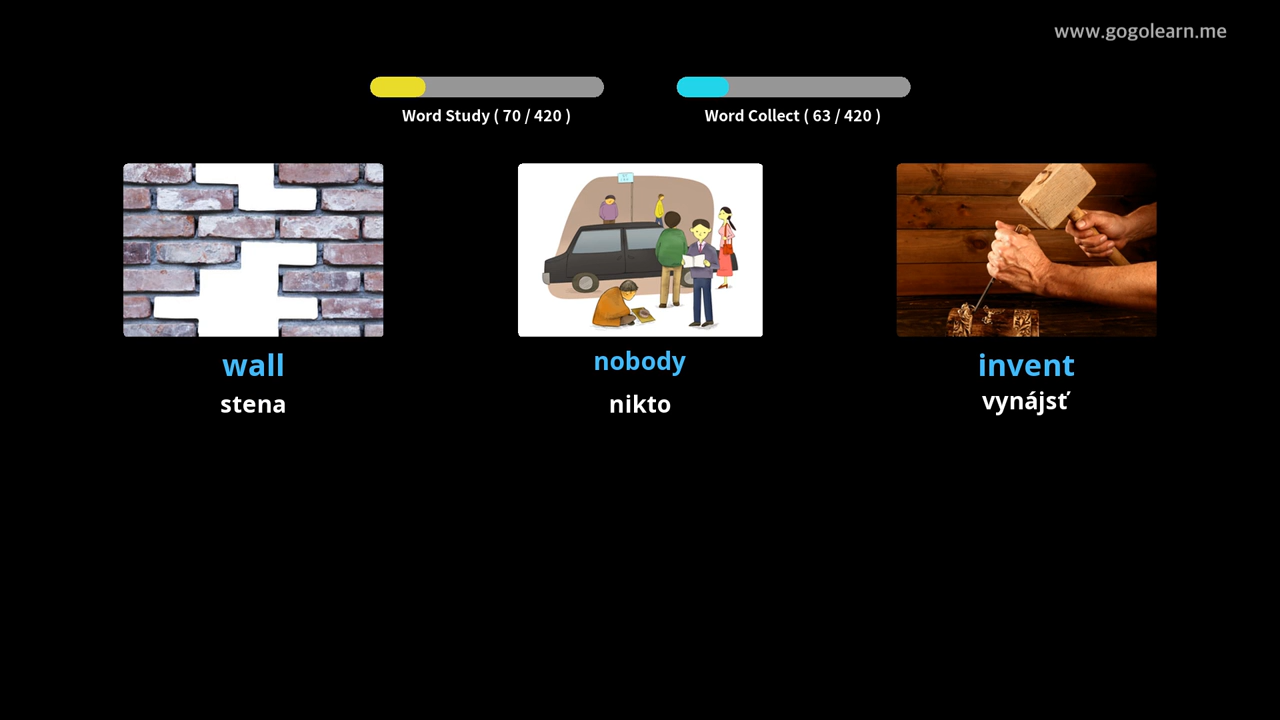 www.gogolearn.me
Word Study ( 70 / 420 )
Word Collect ( 63 / 420 )
wall
stena
nobody
nikto
invent
vynájsť